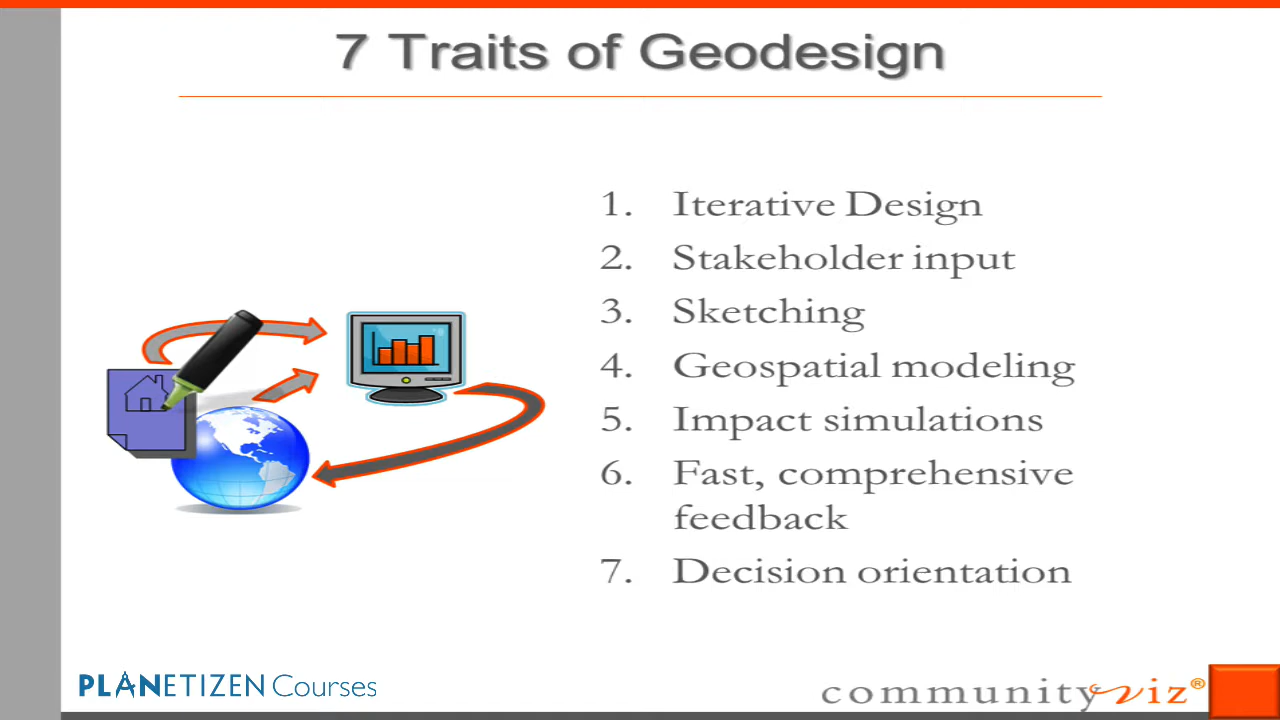 7 Traits of Geodesign
1. Iterative Design
2. Stakeholder input
3. Sketching
4. Geospatial modeling
5. Impact simulations
6. Fast, comprehensive
feedback
7. Decision orientation
PLANETIZEN Courses
communityviz®